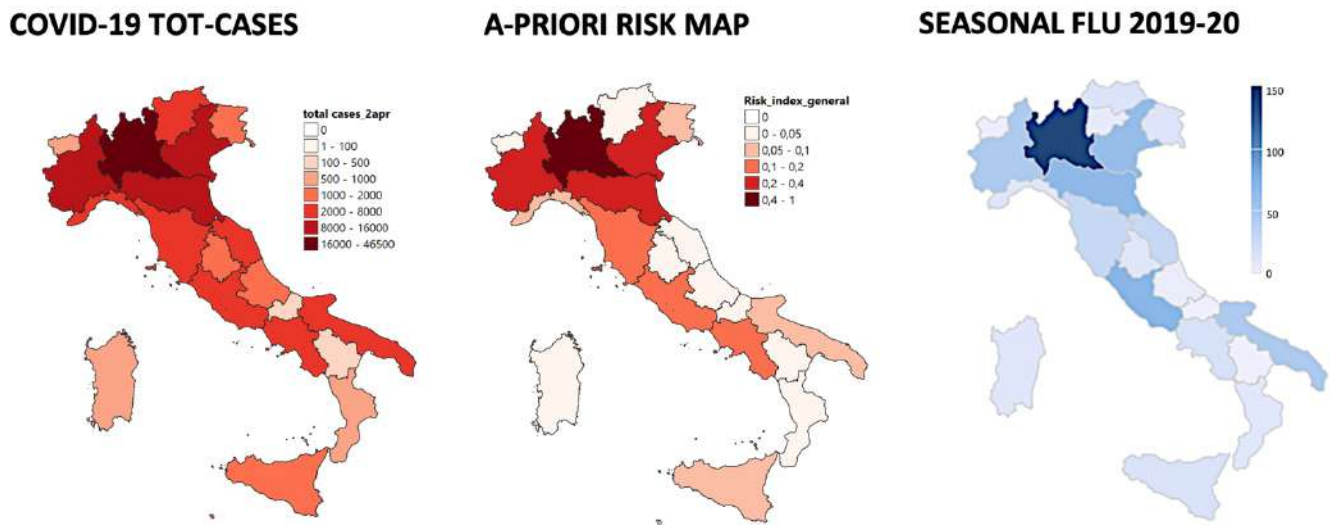 COVID-19 TOT-CASES
A-PRIORI RISK MAP
SEASONAL FLU 2019-20
total cases_2apr
0
1 - 100
100 - 500
500 - 1000
1000 - 2000
2000 - 8000
8000 - 16000
16000 - 46500
Risk_index_general
0
0 - 0,05
0,05 - 0,1
0,1 - 0,2
0,2 - 0,4
0,4 - 1
150
100
50
0